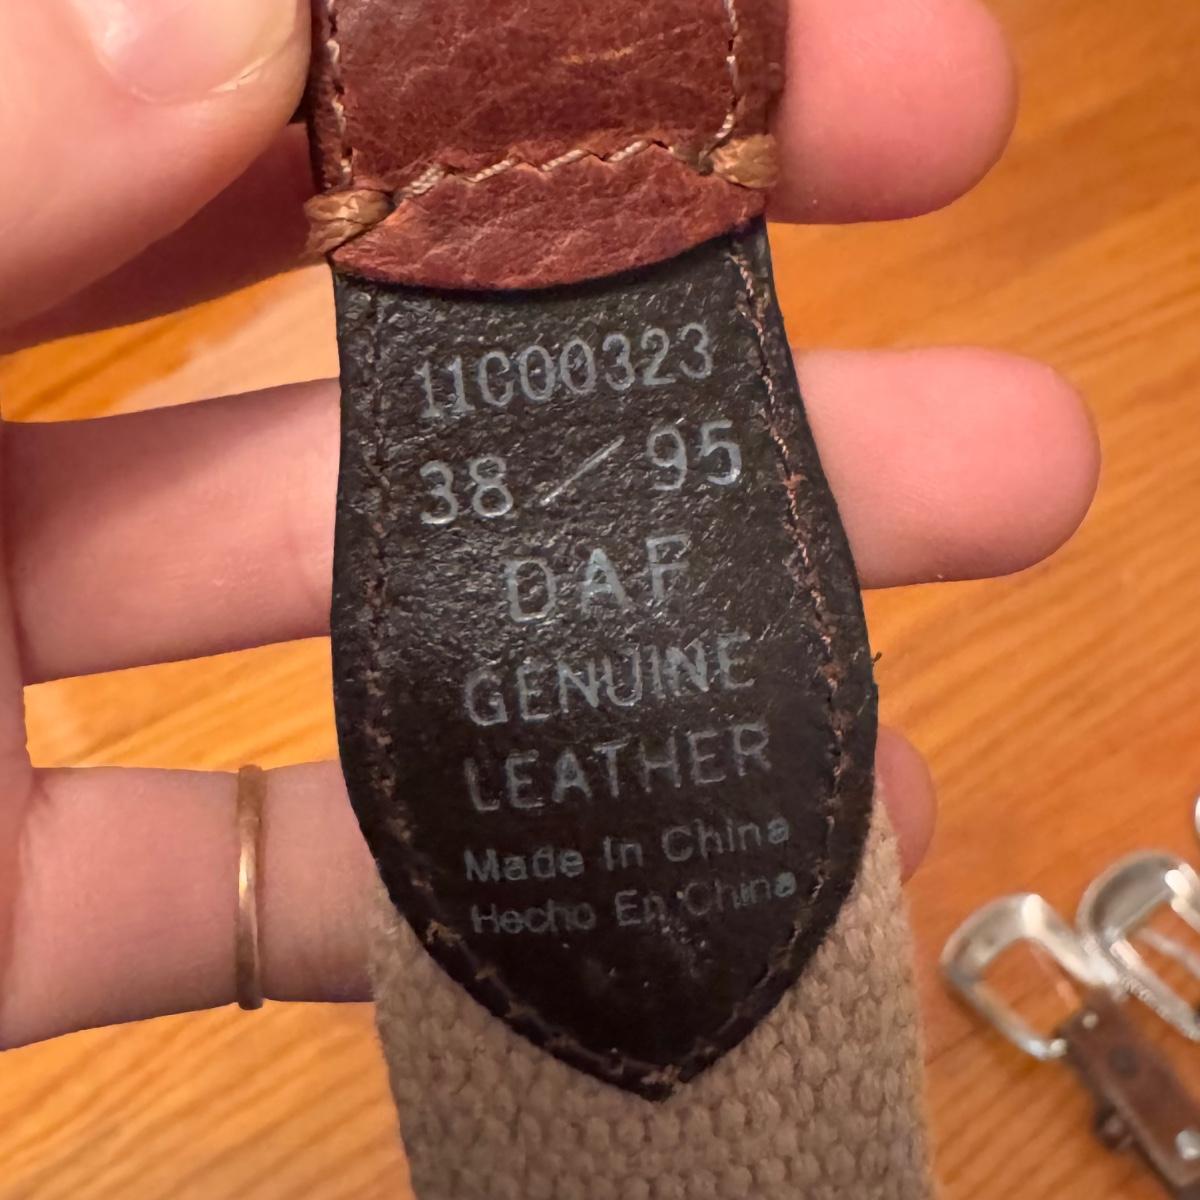 11C00323
38 / 95
DAF
GENUINE
LEATHER
Made In China
Hecho En China